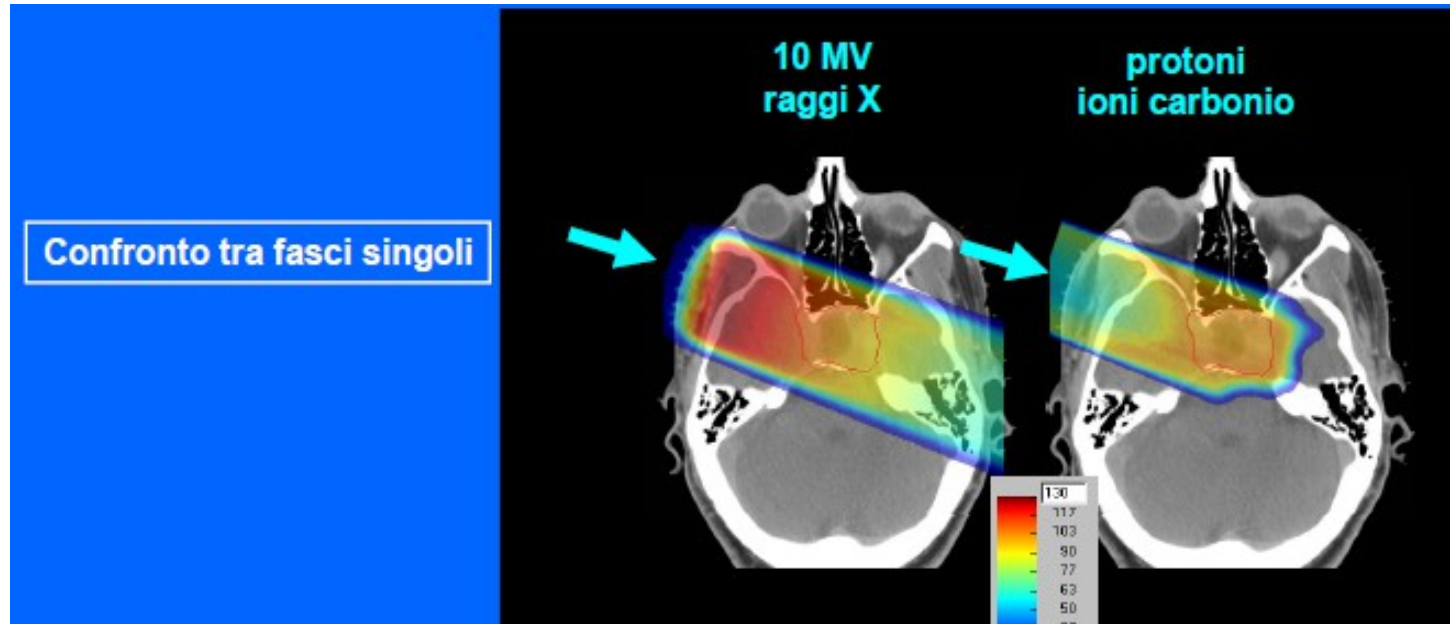 10 MV
raggi X
protoni
ioni carbonio
Confronto tra fasci singoli
130
117
103
90
77
63
50